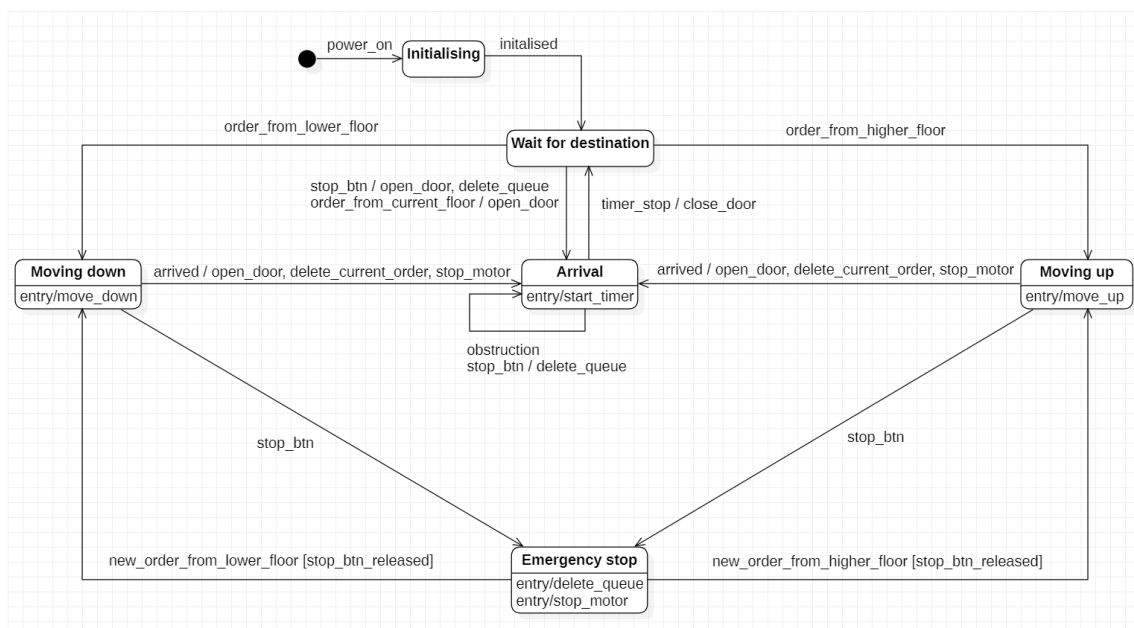 power_on
Initialising
initalised
order_from_lower_floor
Wait for destination
order_from_higher_floor
stop_btn / open_door, delete_queue
order_from_current_floor / open_door
timer_stop / close_door
Moving down
entry/move_down
arrived / open_door, delete_current_order, stop_motor
Arrival
entry/start_timer
arrived / open_door, delete_current_order, stop_motor
Moving up
entry/move_up
obstruction
stop_btn / delete_queue
stop_btn
stop_btn
new_order_from_lower_floor [stop_btn_released]
Emergency stop
entry/delete_queue
entry/stop_motor
new_order_from_higher_floor [stop_btn_released]